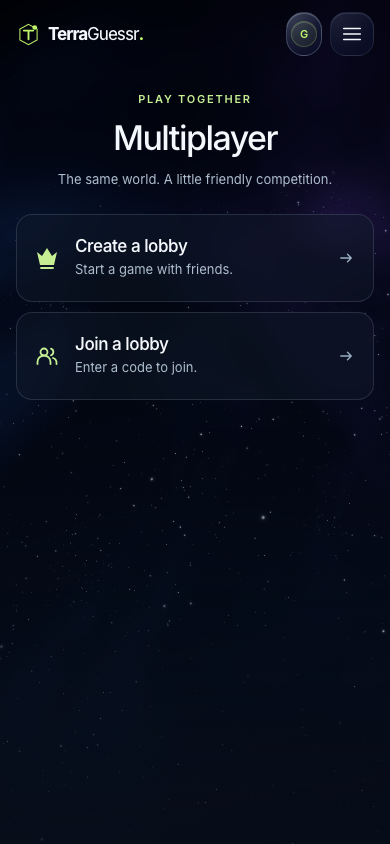 TerraGuessr.
G
PLAY TOGETHER
Multiplayer
The same world. A little friendly competition.
Create a lobby
Start a game with friends.
Join a lobby
Enter a code to join.